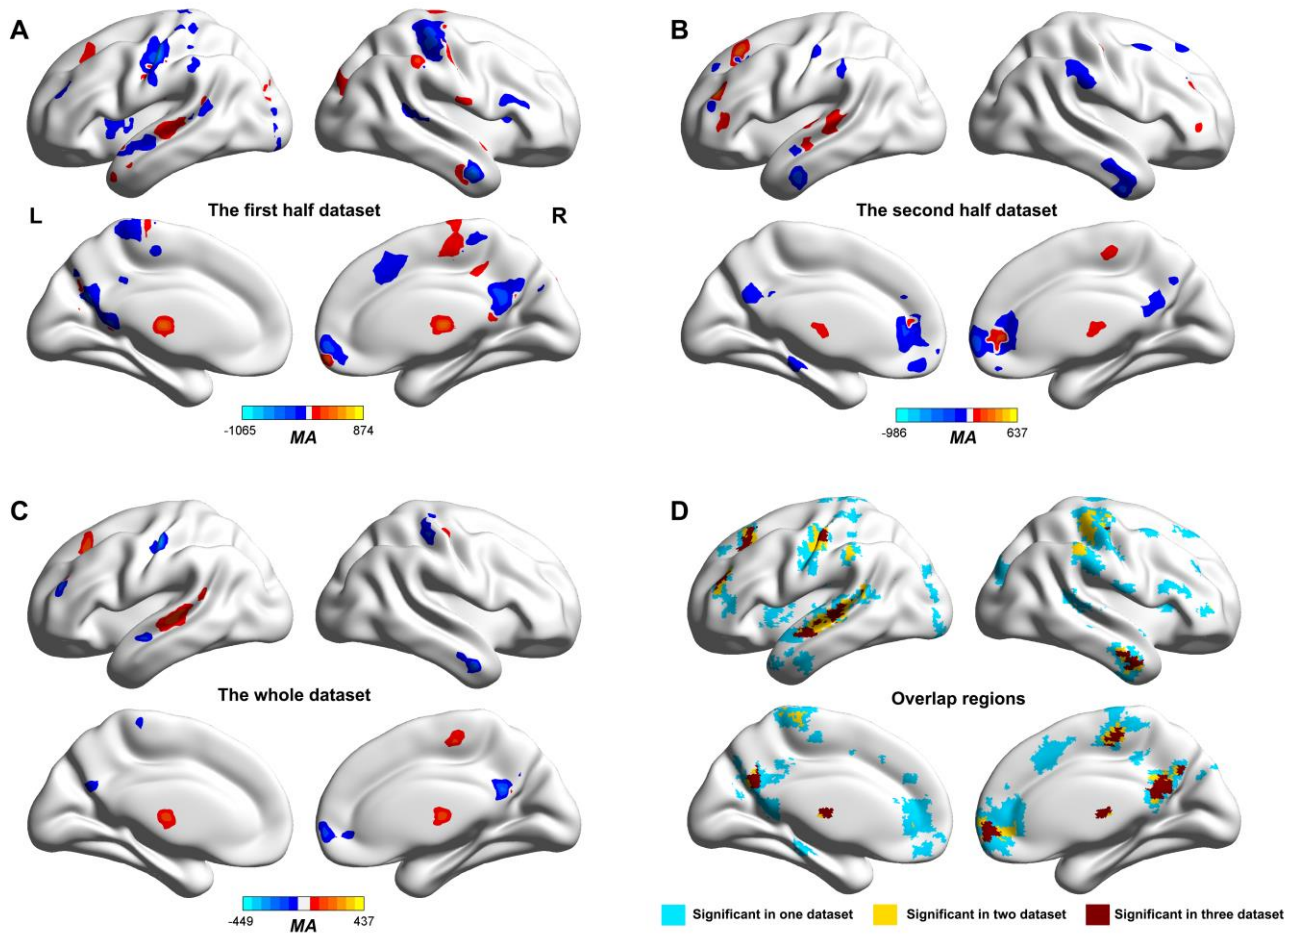 A
B
The first half dataset
L
R
The second half dataset
-1065
MA
874
-986
MA
637
C
D
The whole dataset
Overlap regions
-449
MA
437
Significant in one dataset
Significant in two dataset
Significant in three dataset